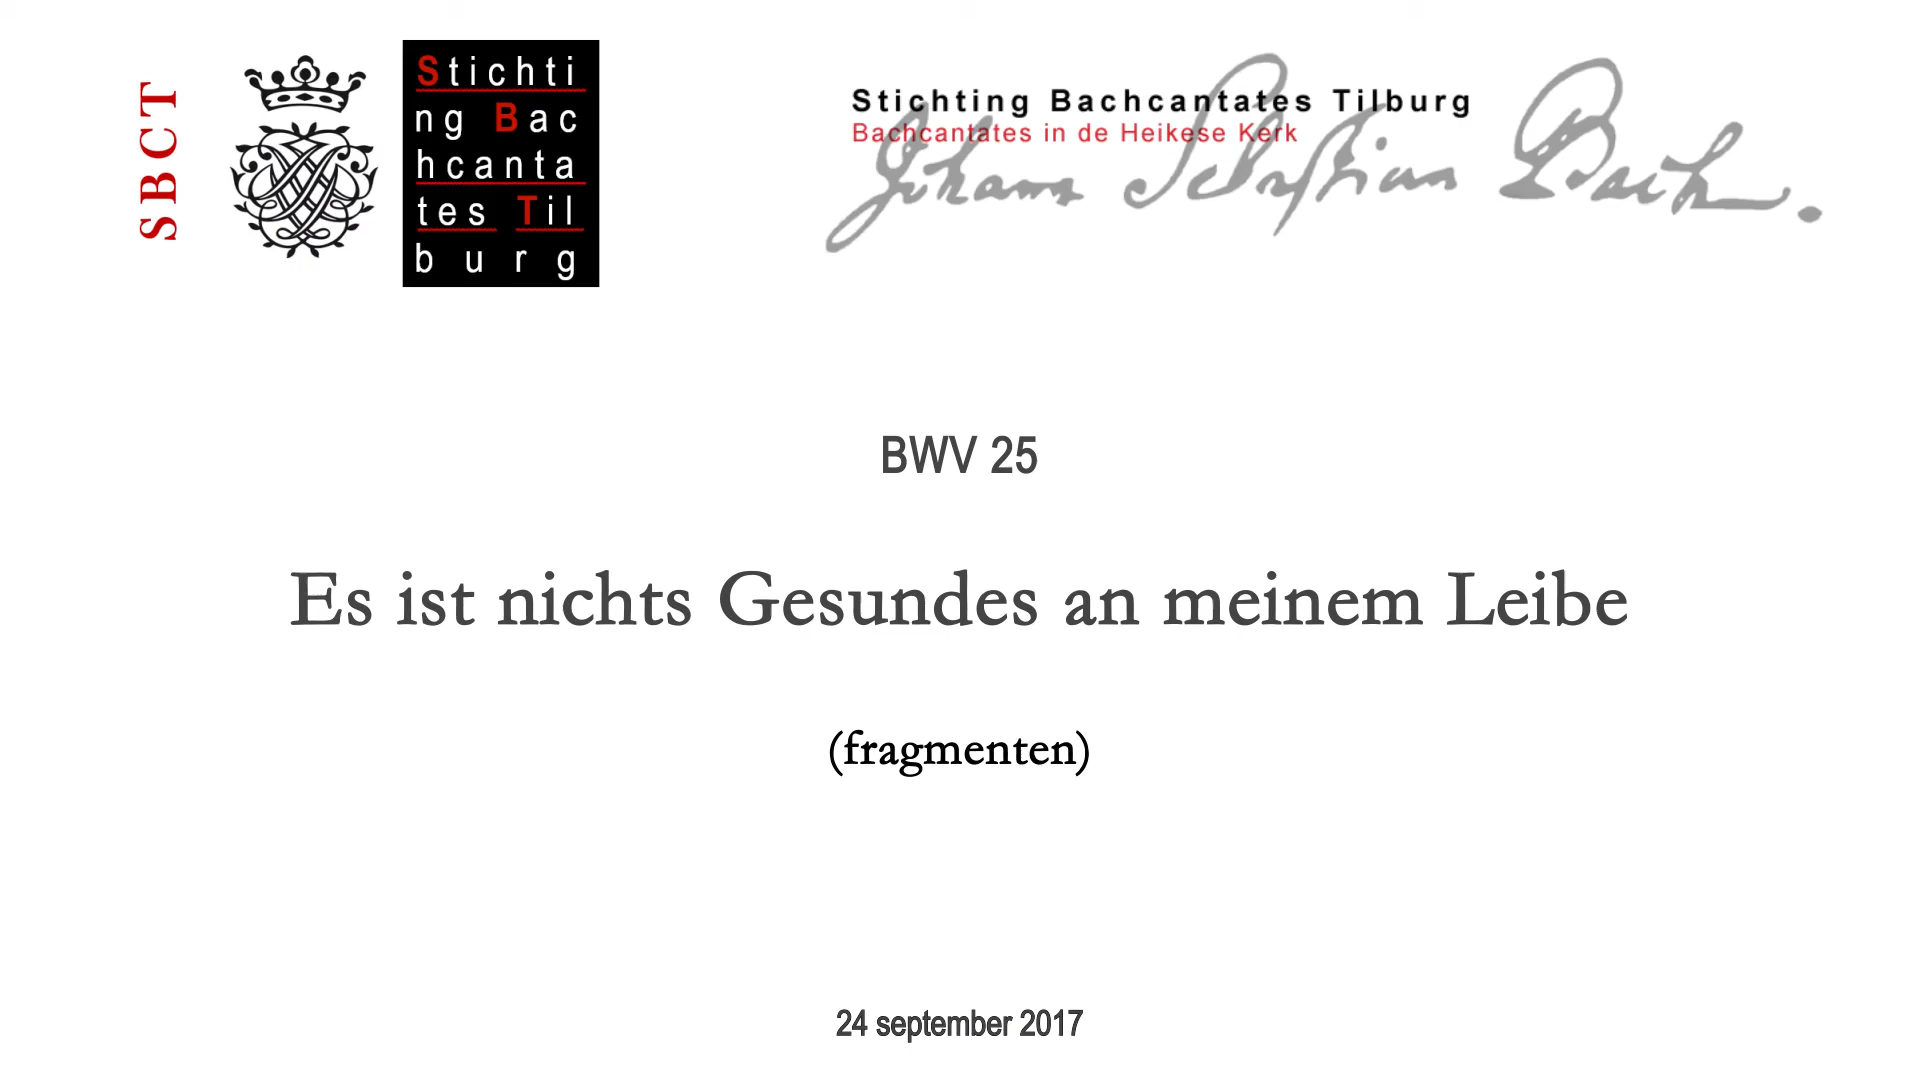 SBCT
Stichti
ng Bac
hcanta
tes Til
burg
Stichting Bachcantates Tilburg
Bachcantates in de Heikese Kerk
Johann Sebastian Bach.
BWV 25
Es ist nichts Gesundes an meinem Leibe
(fragmenten)
24 september 2017